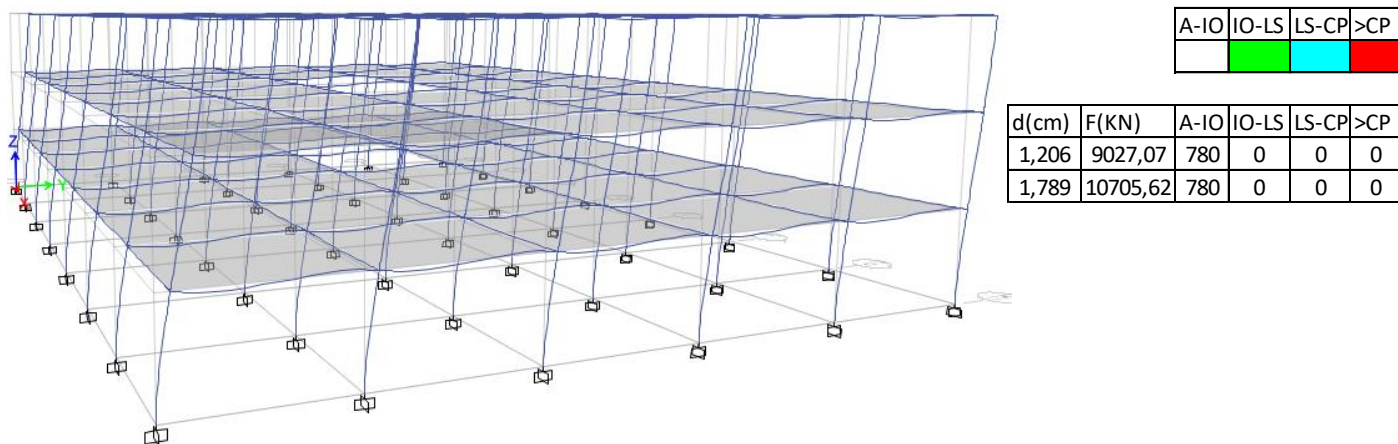 A-IO IO-LS LS-CP >CP
d(cm) F(KN) A-IO IO-LS LS-CP >CP
1,206 9027,07 780 0 0 0
1,789 10705,62 780 0 0 0
Z
Y
X